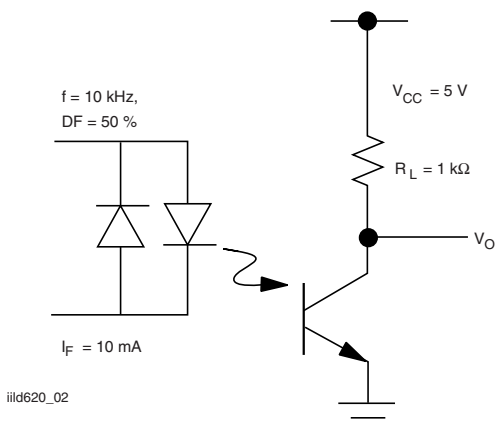 f = 10 kHz,
DF = 50 %
V_CC = 5 V
R_L = 1 kΩ
V_O
I_F = 10 mA
iild620_02